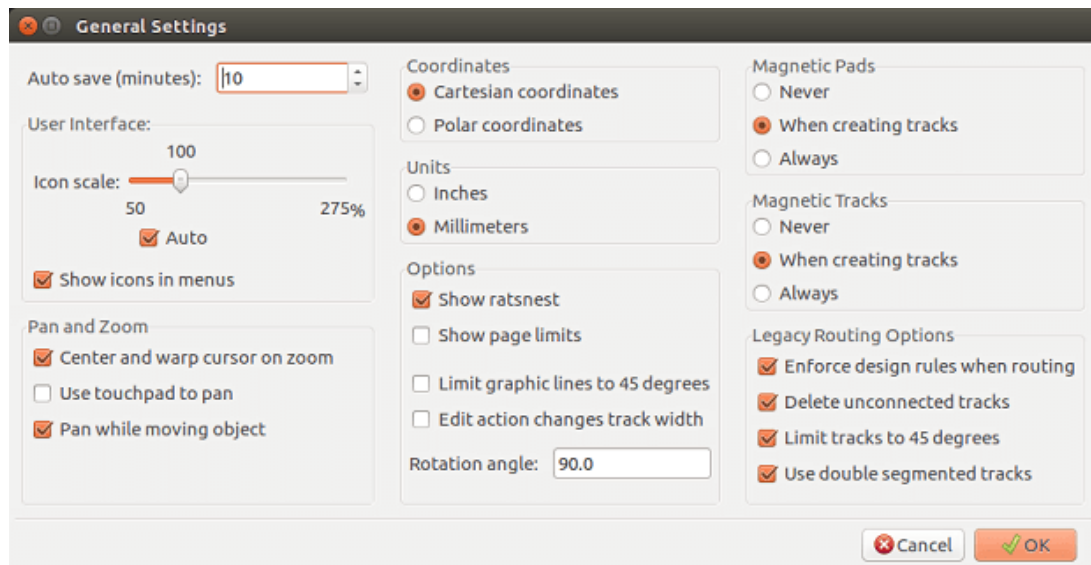 General Settings
Auto save (minutes): 10
User Interface:
100
Icon scale:
50 275%
Auto
Show icons in menus
Pan and Zoom
Center and warp cursor on zoom
Use touchpad to pan
Pan while moving object
Coordinates
Cartesian coordinates
Polar coordinates
Units
Inches
Millimeters
Options
Show ratsnest
Show page limits
Limit graphic lines to 45 degrees
Edit action changes track width
Rotation angle: 90.0
Magnetic Pads
Never
When creating tracks
Always
Magnetic Tracks
Never
When creating tracks
Always
Legacy Routing Options
Enforce design rules when routing
Delete unconnected tracks
Limit tracks to 45 degrees
Use double segmented tracks
Cancel OK